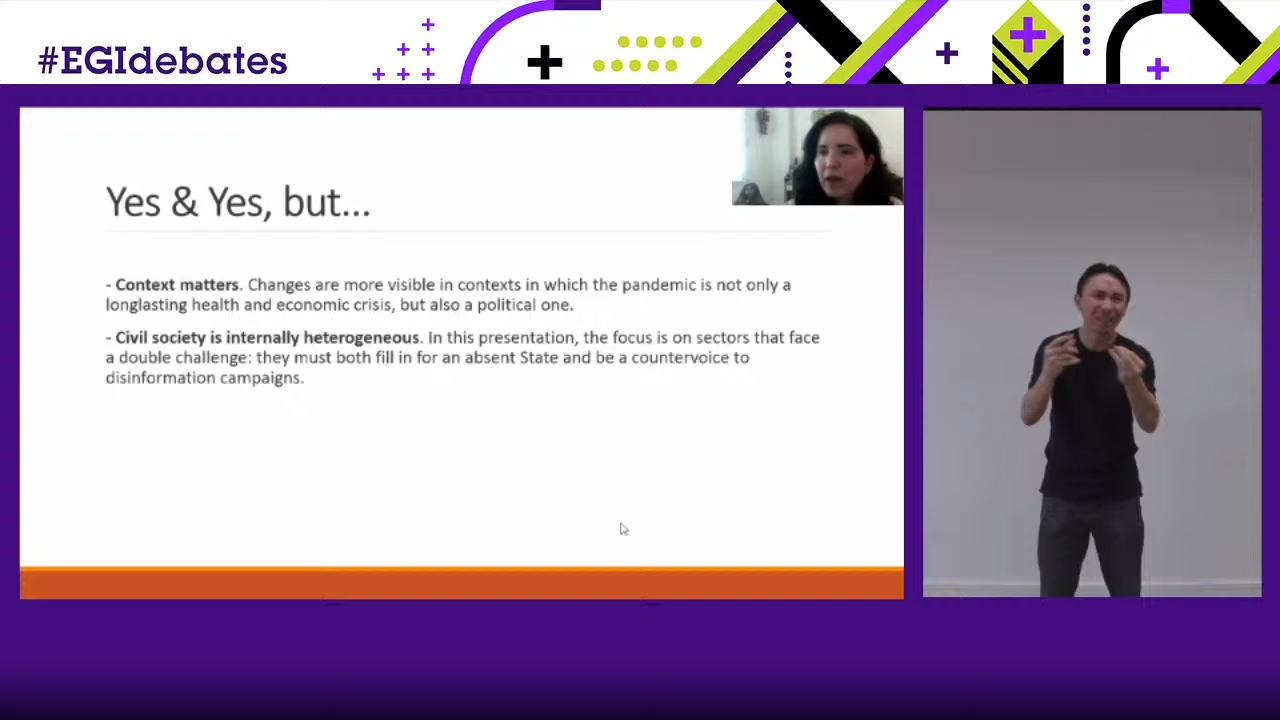 #EGIdebates
Yes & Yes, but...
- Context matters. Changes are more visible in contexts in which the pandemic is not only a
longlasting health and economic crisis, but also a political one.
- Civil society is internally heterogeneous. In this presentation, the focus is on sectors that face
a double challenge: they must both fill in for an absent State and be a countervoice to
disinformation campaigns.